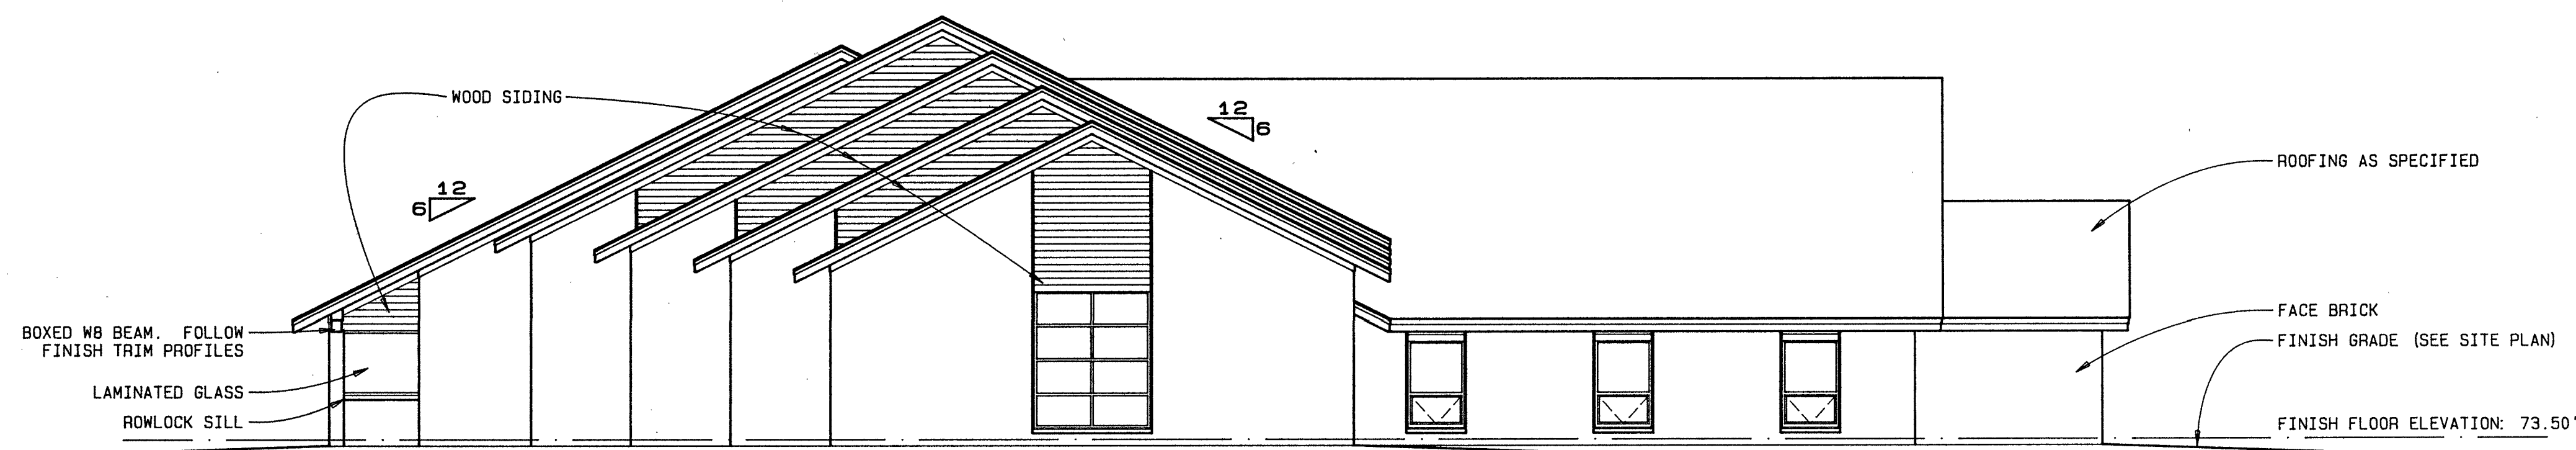 WOOD SIDING
12
6
12
6
ROOFING AS SPECIFIED
BOXED W8 BEAM. FOLLOW
FINISH TRIM PROFILES
LAMINATED GLASS
ROWLOCK SILL
FACE BRICK
FINISH GRADE (SEE SITE PLAN)
FINISH FLOOR ELEVATION: 73.50'